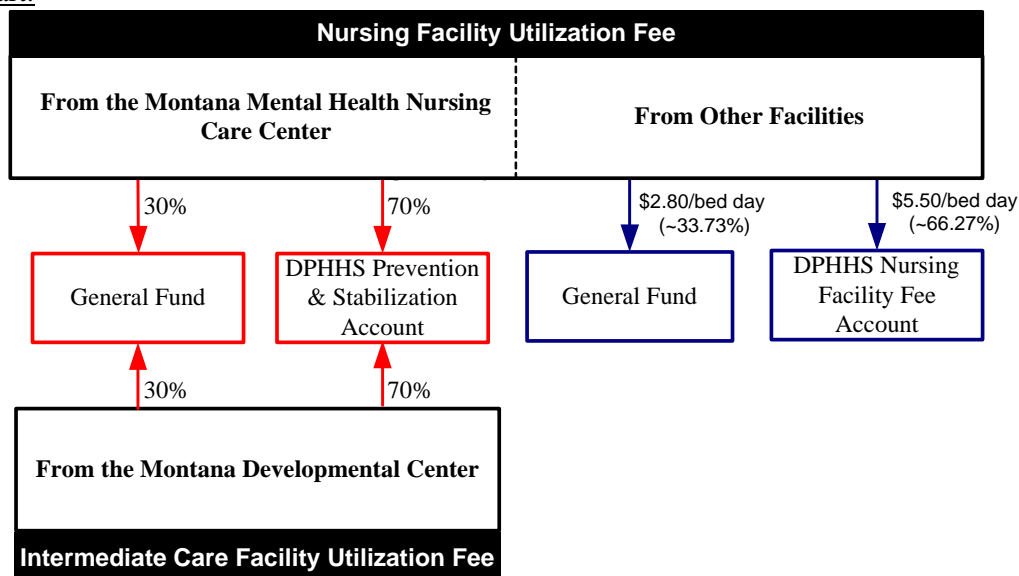 Nursing Facility Utilization Fee
From the Montana Mental Health Nursing
Care Center
From Other Facilities
30%
70%
$2.80/bed day
(~33.73%)
$5.50/bed day
(~66.27%)
General Fund
DPHHS Prevention
& Stabilization
Account
General Fund
DPHHS Nursing
Facility Fee
Account
30%
70%
From the Montana Developmental Center
Intermediate Care Facility Utilization Fee